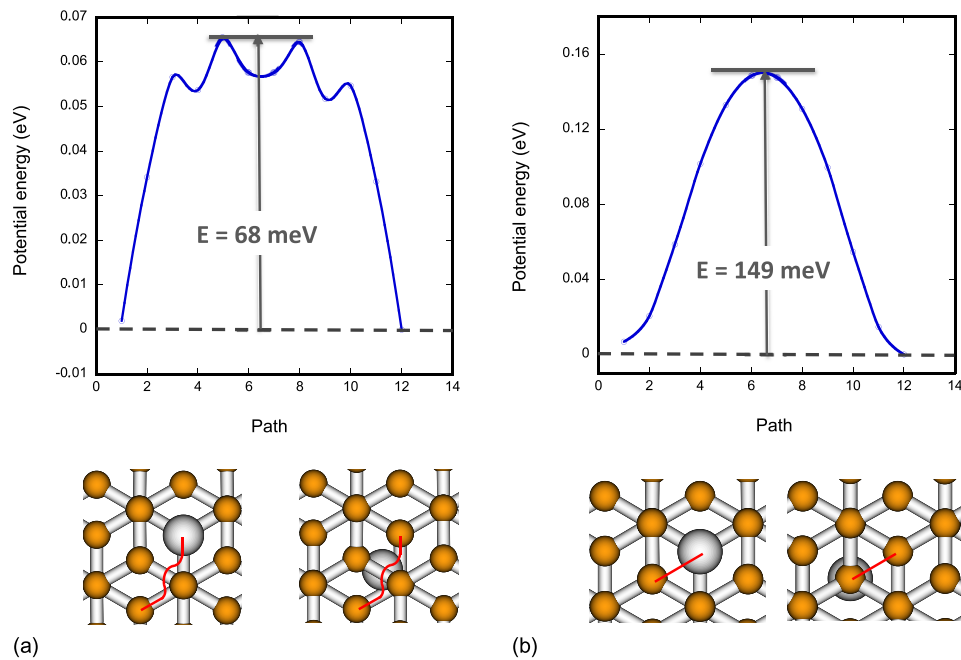 0.07
0.06
0.05
0.04
0.03
0.02
0.01
0
-0.01
Potential energy (eV)
E = 68 meV
0 2 4 6 8 10 12 14
Path
0.16
0.12
0.08
0.04
0
Potential energy (eV)
E = 149 meV
0 2 4 6 8 10 12 14
Path
(a)
(b)